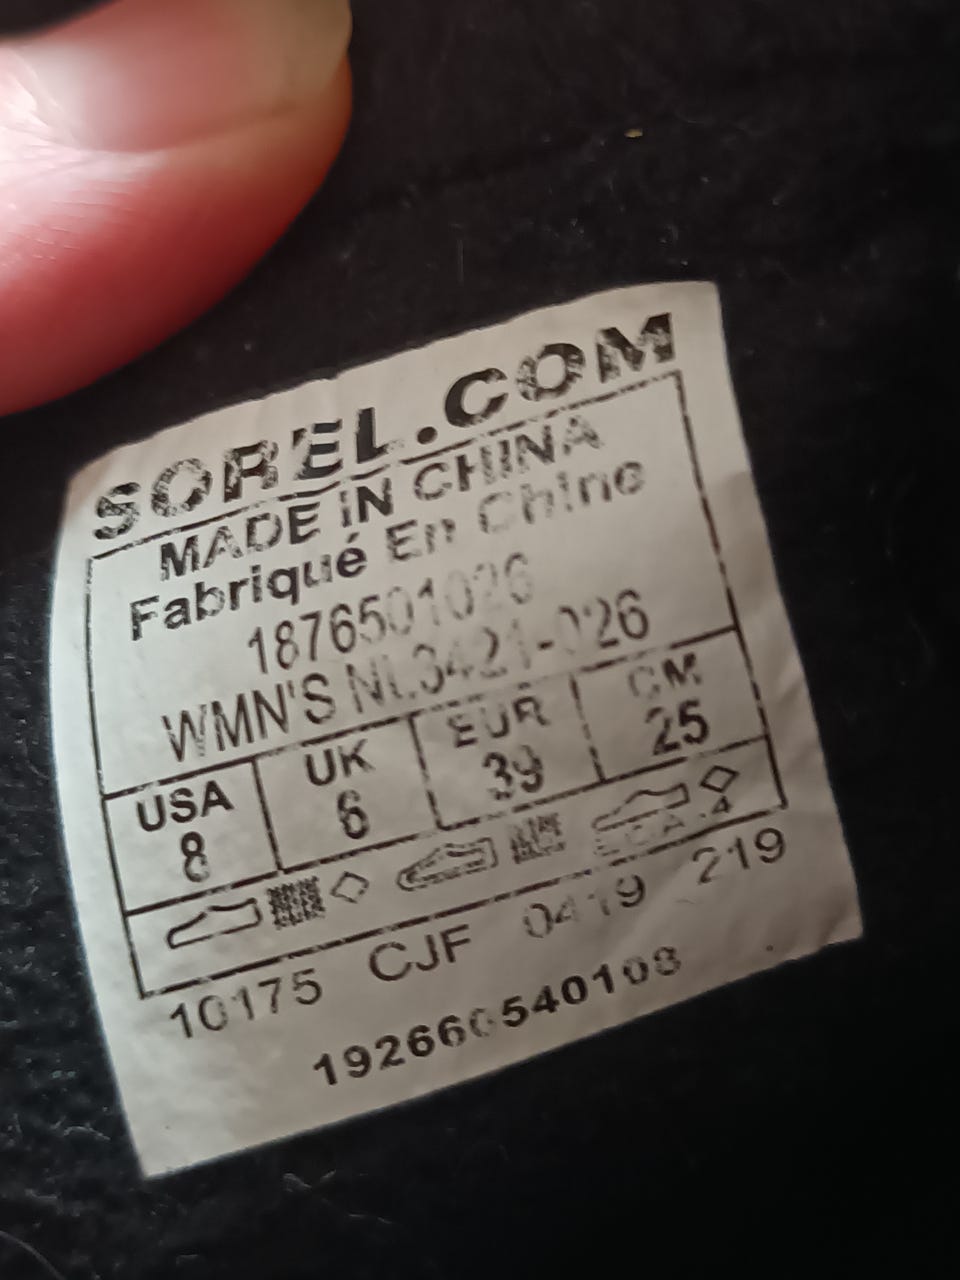 SOREL.COM
MADE IN CHINA
Fabriqué En Chine
1876501026
WMN'S NL3421-026
USA UK EUR CM
8 6 39 25
10175 CJF 0419 219
192660540108